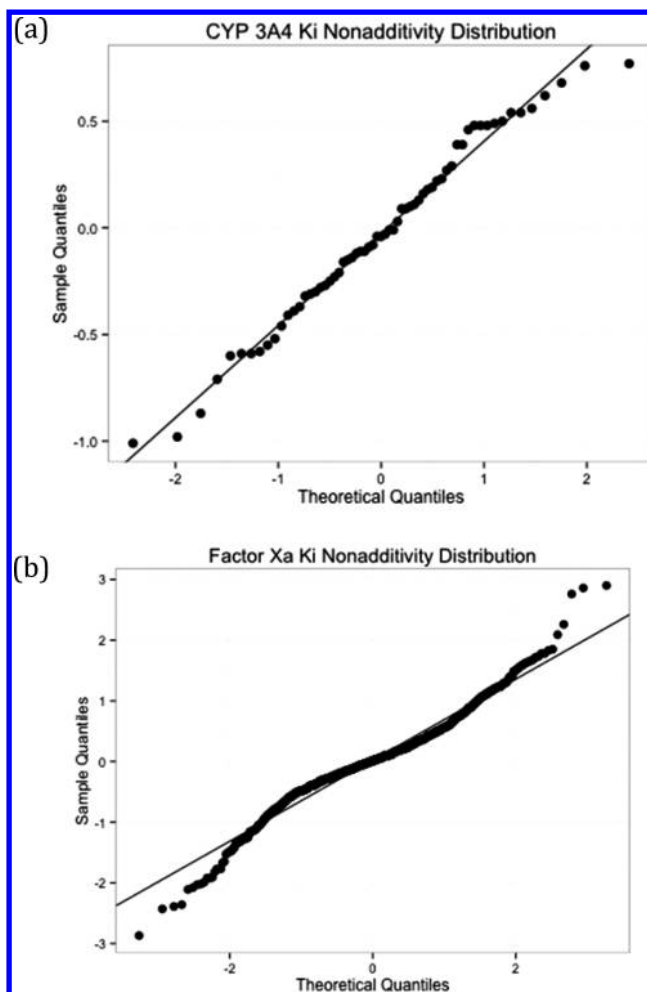 (a)
CYP 3A4 Ki Nonadditivity Distribution
Sample Quantiles
0.5
0.0
-0.5
-1.0
-2
-1
0
1
2
Theoretical Quantiles
(b)
Factor Xa Ki Nonadditivity Distribution
Sample Quantiles
3
2
1
0
-1
-2
-3
-2
0
2
Theoretical Quantiles